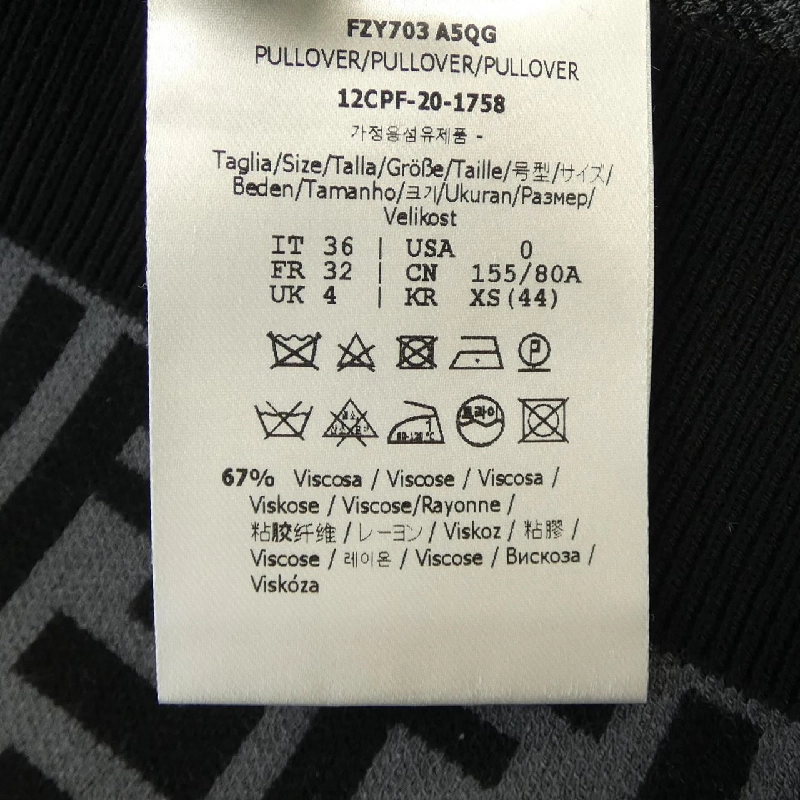 FZY703 A5QG
PULLOVER/PULLOVER/PULLOVER
12CPF-20-1758
가정용섬유제품 -
Taglia/Size/Talla/Größe/Taille/号型/サイズ/
Beden/Tamanho/크기/Ukuran/Размер/
Velikost
IT 36 | USA 0
FR 32 | CN 155/80A
UK 4 | KR XS(44)
P
드라이
67% Viscosa / Viscose / Viscosa /
Viskose / Viscose/Rayonne /
粘胶纤维 / レーヨン / Viskoz / 粘膠 /
Viscose / 레이온 / Viscose / Вискоза /
Viskóza